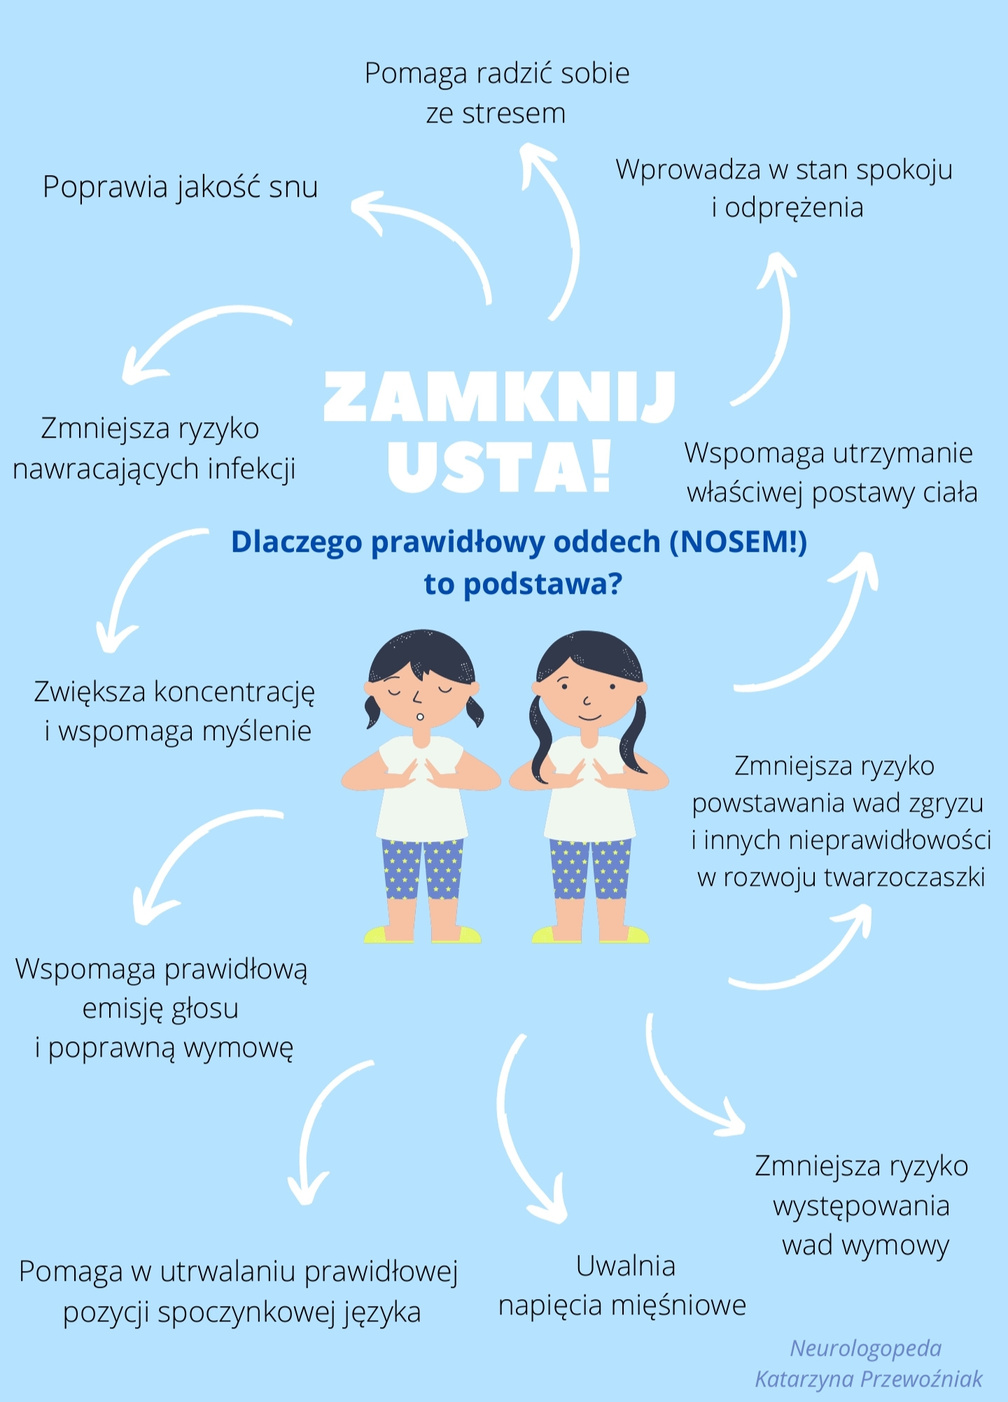 Pomaga radzić sobie
ze stresem
Poprawia jakość snu
Wprowadza w stan spokoju
i odprężenia
ZAMKNIJ
USTA!
Zmniejsza ryzyko
nawracających infekcji
Wspomaga utrzymanie
właściwej postawy ciała
Dlaczego prawidłowy oddech (NOSEM!)
to podstawa?
Zwiększa koncentrację
i wspomaga myślenie
Zmniejsza ryzyko
powstawania wad zgryzu
i innych nieprawidłowości
w rozwoju twarzoczaszki
Wspomaga prawidłową
emisję głosu
i poprawną wymowę
Zmniejsza ryzyko
występowania
wad wymowy
Pomaga w utrwalaniu prawidłowej
pozycji spoczynkowej języka
Uwalnia
napięcia mięśniowe
Neurologopeda
Katarzyna Przewoźniak